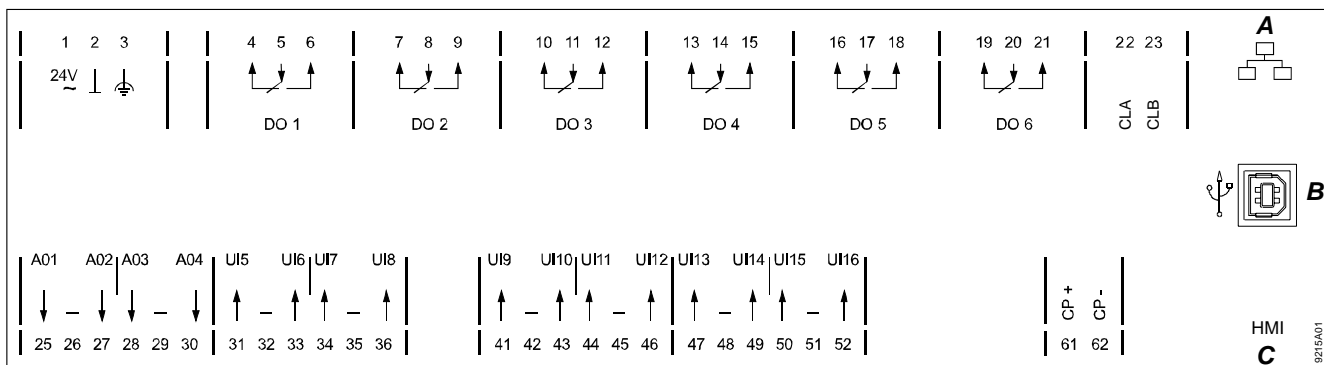 1 2 3 4 5 6 7 8 9 10 11 12 13 14 15 16 17 18 19 20 21 22 23 A
24V ~
DO 1 DO 2 DO 3 DO 4 DO 5 DO 6 CLA CLB
B
A01 A02 A03 A04 UI5 UI6 UI7 UI8 UI9 UI10 UI11 UI12 UI13 UI14 UI15 UI16
CP + CP -
25 26 27 28 29 30 31 32 33 34 35 36 41 42 43 44 45 46 47 48 49 50 51 52 61 62
HMI
C
9215A01